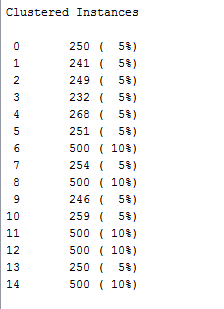 Clustered Instances
0 250 ( 5%)
1 241 ( 5%)
2 249 ( 5%)
3 232 ( 5%)
4 268 ( 5%)
5 251 ( 5%)
6 500 ( 10%)
7 254 ( 5%)
8 500 ( 10%)
9 246 ( 5%)
10 259 ( 5%)
11 500 ( 10%)
12 500 ( 10%)
13 250 ( 5%)
14 500 ( 10%)